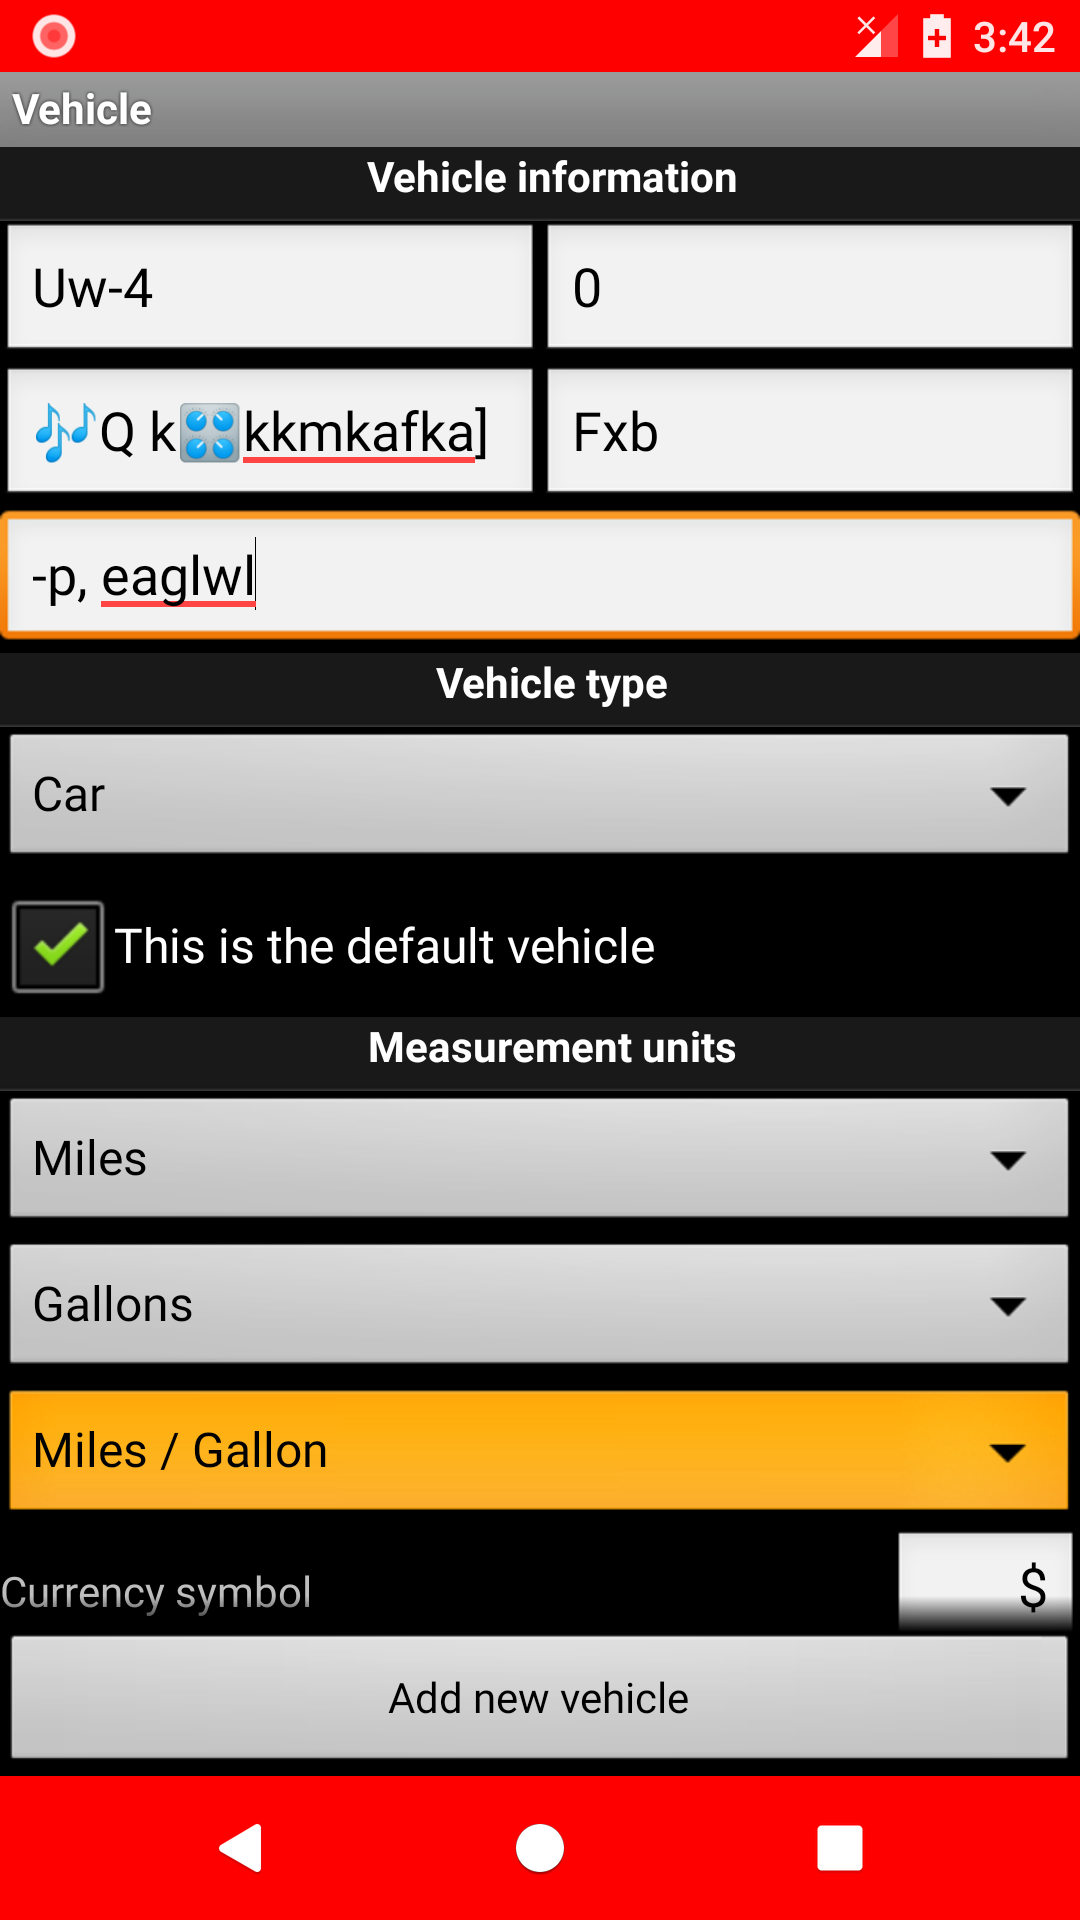 3:42
Vehicle
Vehicle information
Uw-4
0
🎶Q k🎛️kkmkafka]
Fxb
-p, eaglwl
Vehicle type
Car
This is the default vehicle
Measurement units
Miles
Gallons
Miles / Gallon
Currency symbol
$
Add new vehicle